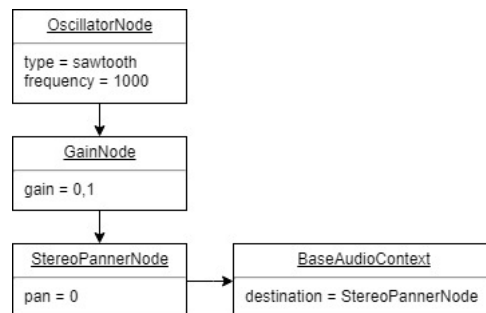 OscillatorNode
type = sawtooth
frequency = 1000
GainNode
gain = 0,1
StereoPannerNode
pan = 0
BaseAudioContext
destination = StereoPannerNode